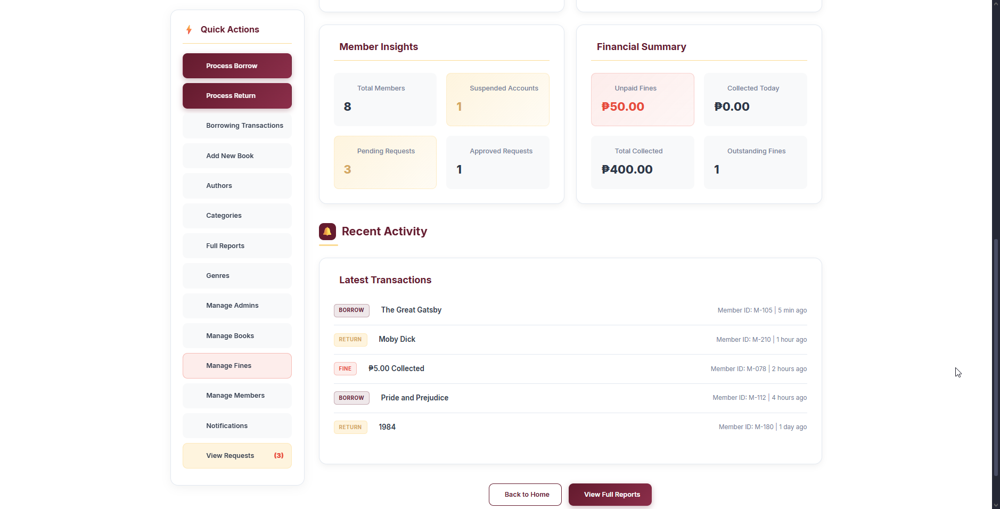 Quick Actions
Process Borrow
Process Return
Borrowing Transactions
Add New Book
Authors
Categories
Full Reports
Genres
Manage Admins
Manage Books
Manage Fines
Manage Members
Notifications
View Requests (3)
Member Insights
Total Members
8
Suspended Accounts
1
Pending Requests
3
Approved Requests
1
Financial Summary
Unpaid Fines
₱50.00
Collected Today
₱0.00
Total Collected
₱400.00
Outstanding Fines
1
Recent Activity
Latest Transactions
BORROW The Great Gatsby Member ID: M-105 | 5 min ago
RETURN Moby Dick Member ID: M-210 | 1 hour ago
FINE ₱5.00 Collected Member ID: M-078 | 2 hours ago
BORROW Pride and Prejudice Member ID: M-112 | 4 hours ago
RETURN 1984 Member ID: M-180 | 1 day ago
Back to Home
View Full Reports